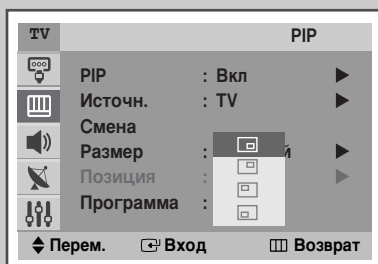 TV PIP
PIP : Вкл
Источн. : TV
Смена
Размер : й
Позиция :
Программа :
Перем. Вход Возврат